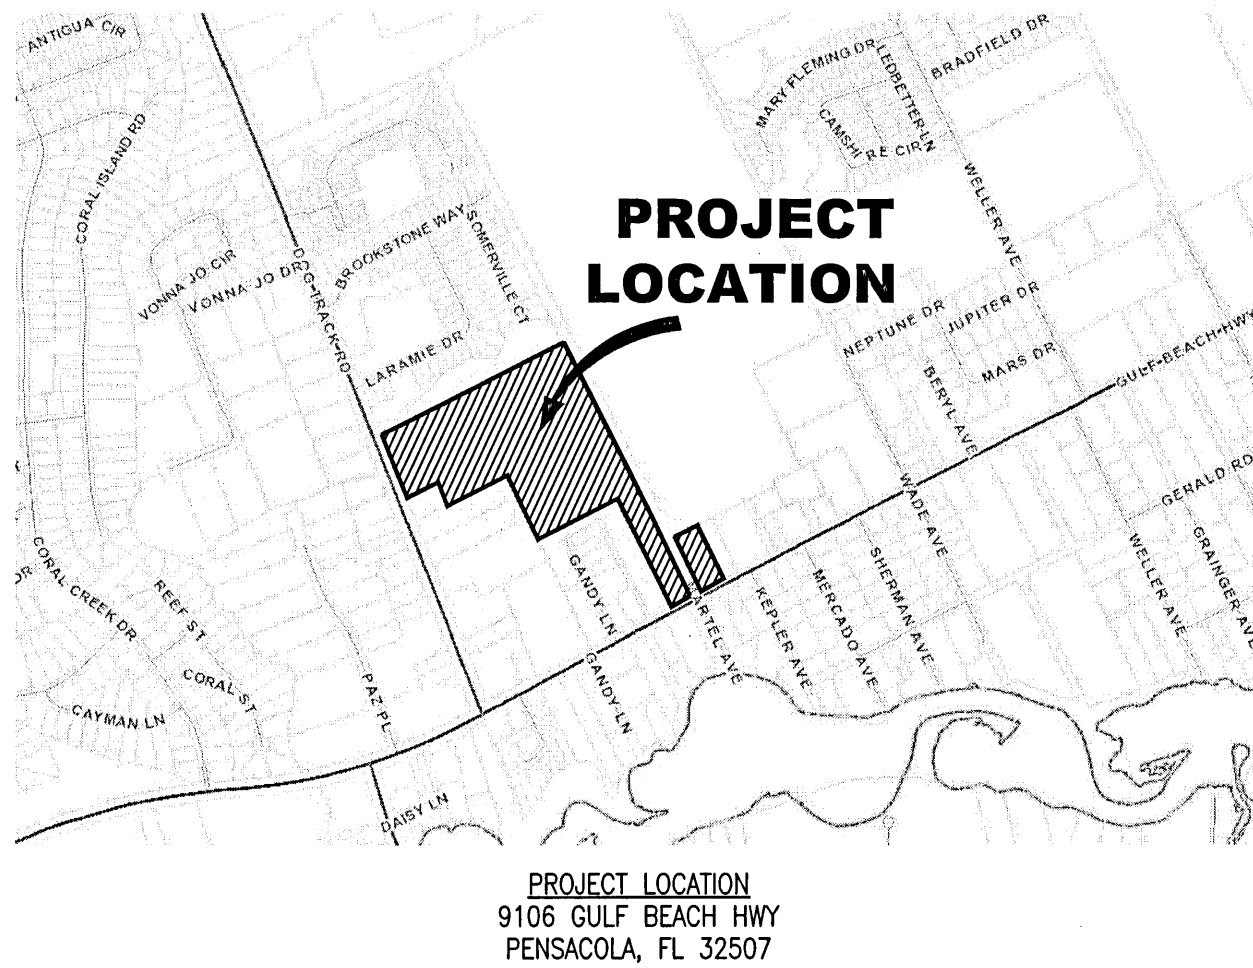 ANTIGUA CIR
CORAL ISLAND RD
MARY FLEMING DR
LEDBETTER LN
BRADFIELD DR
CAMSHIRE CIR
WELLER AVE
PROJECT
LOCATION
VONNA JO CIR
VONNA JO DR
DOG TRACK RD
BROOKSTONE WAY
SOMERVILLE CT
LARAMIE DR
NEPTUNE DR
JUPITER DR
MARS DR
BERYL AVE
GULF BEACH HWY
GERALD RD
WADE AVE
SHERMAN AVE
MERCADO AVE
KEPLER AVE
MARTEL AVE
GANDY LN
GANDY LN
WELLER AVE
GRAINGER AVE
DR
CORAL CREEK DR
REEF ST
CORAL ST
CAYMAN LN
PAZ PL
DAISY LN
PROJECT LOCATION
9106 GULF BEACH HWY
PENSACOLA, FL 32507